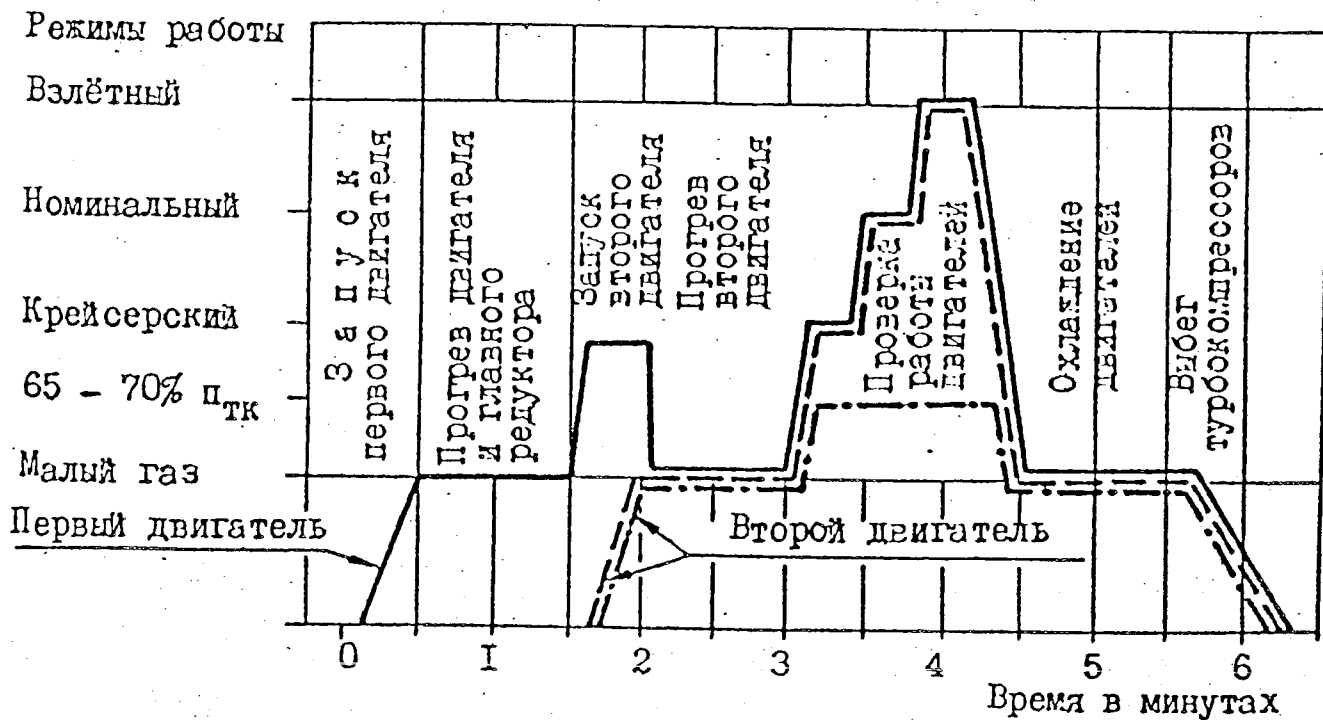 Режимы работы
Взлётный
Номинальный
Крейсерский
65 – 70% nтк
Малый газ
Первый двигатель
Запуск
первого двигателя
Прогрев двигателя
и главного
редуктора
Запуск
второго
двигателя
Прогрев
второго
двигателя
Проверка
работы
двигателей
Охлаждение
двигателей
Выбег
турбокомпрессоров
Второй двигатель
0 I 2 3 4 5 6
Время в минутах